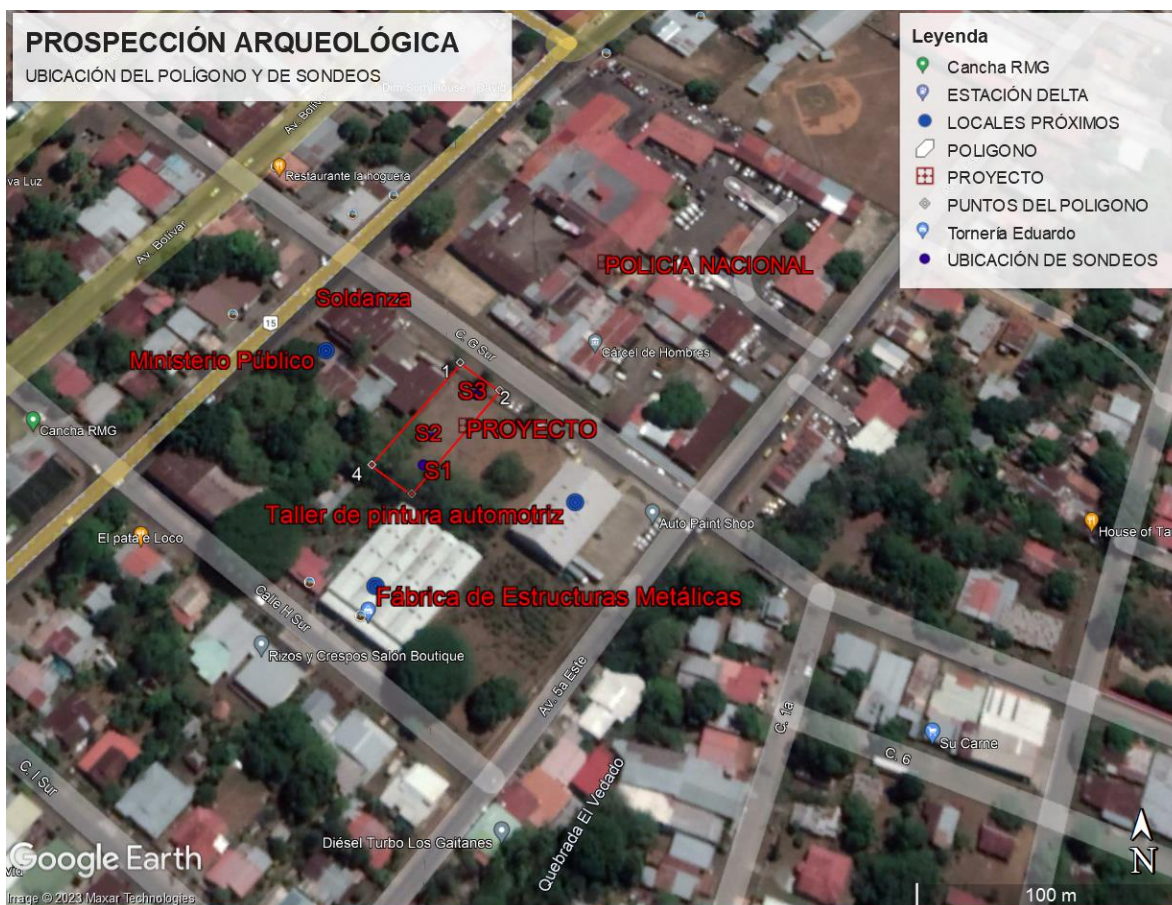 PROSPECCIÓN ARQUEOLÓGICA
UBICACIÓN DEL POLÍGONO Y DE SONDEOS
Leyenda
Cancha RMG
ESTACIÓN DELTA
LOCALES PRÓXIMOS
POLIGONO
PROYECTO
PUNTOS DEL POLIGONO
Tornería Eduardo
UBICACIÓN DE SONDEOS
Av. Bolívar
Restaurante la hoguera
Av. Bolívar
15
POLICÍA NACIONAL
Soldanza
C. G Sur
Ministerio Público
Cárcel de Hombres
1
S3
2
Cancha RMG
S2
PROYECTO
4
S1
Taller de pintura automotriz
Auto Paint Shop
El pata e Loco
House of Ta
Calle H Sur
Fábrica de Estructuras Metálicas
Rizos y Crespos Salón Boutique
Av. 5a Este
C. 1a
Su Carne
C. 6
C. I Sur
Diésel Turbo Los Gaitanes
Quebrada El Vedado
Google Earth
Image © 2023 Maxar Technologies
N
100 m